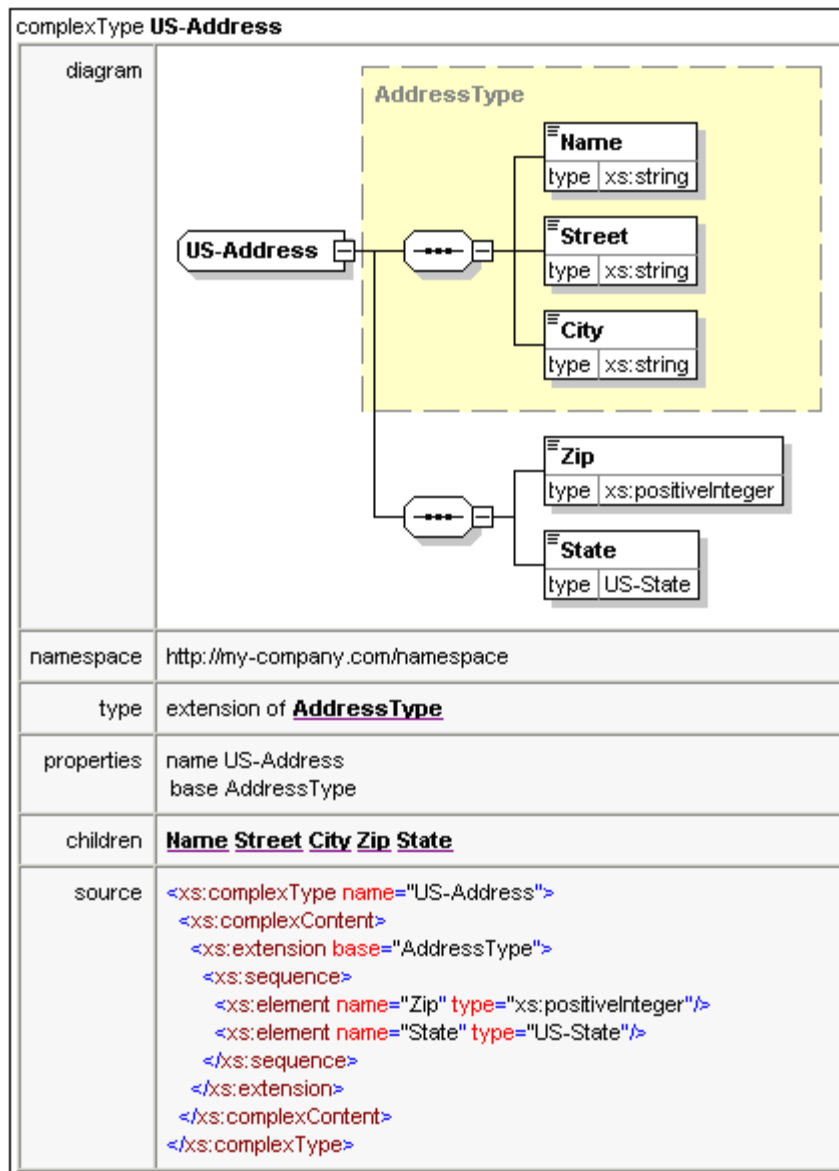 complexType US-Address
diagram
AddressType
Name
type xs:string
US-Address
Street
type xs:string
City
type xs:string
Zip
type xs:positiveInteger
State
type US-State
namespace http://my-company.com/namespace
type extension of AddressType
properties name US-Address
base AddressType
children Name Street City Zip State
source <xs:complexType name="US-Address">
<xs:complexContent>
<xs:extension base="AddressType">
<xs:sequence>
<xs:element name="Zip" type="xs:positiveInteger"/>
<xs:element name="State" type="US-State"/>
</xs:sequence>
</xs:extension>
</xs:complexContent>
</xs:complexType>